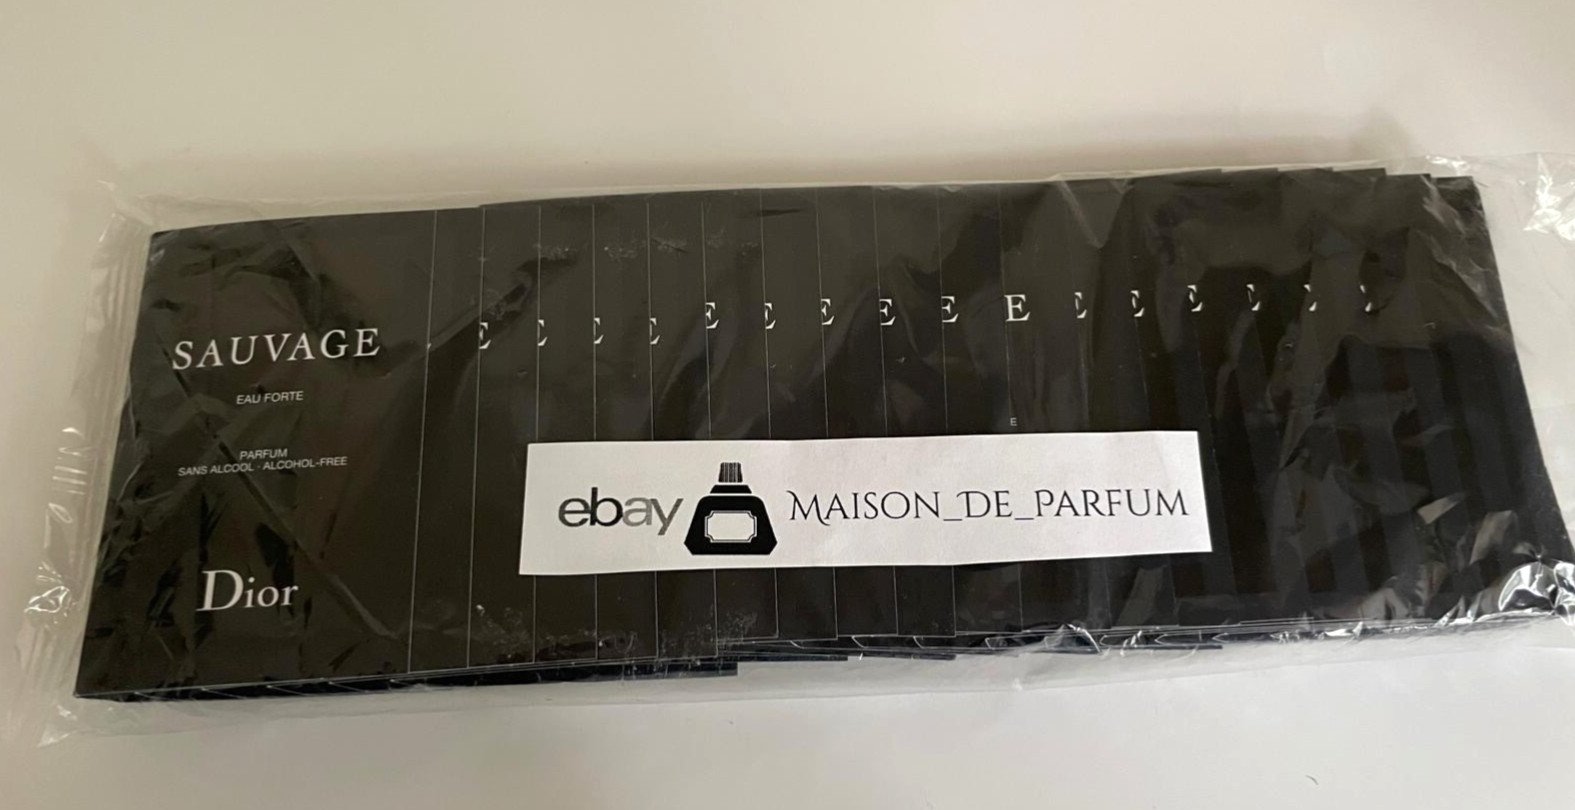 SAUVAGE
EAU FORTE
PARFUM
SANS ALCOOL - ALCOHOL-FREE
Dior
E E E E E E E E E E E E E E E E
E
ebay MAISON_DE_PARFUM